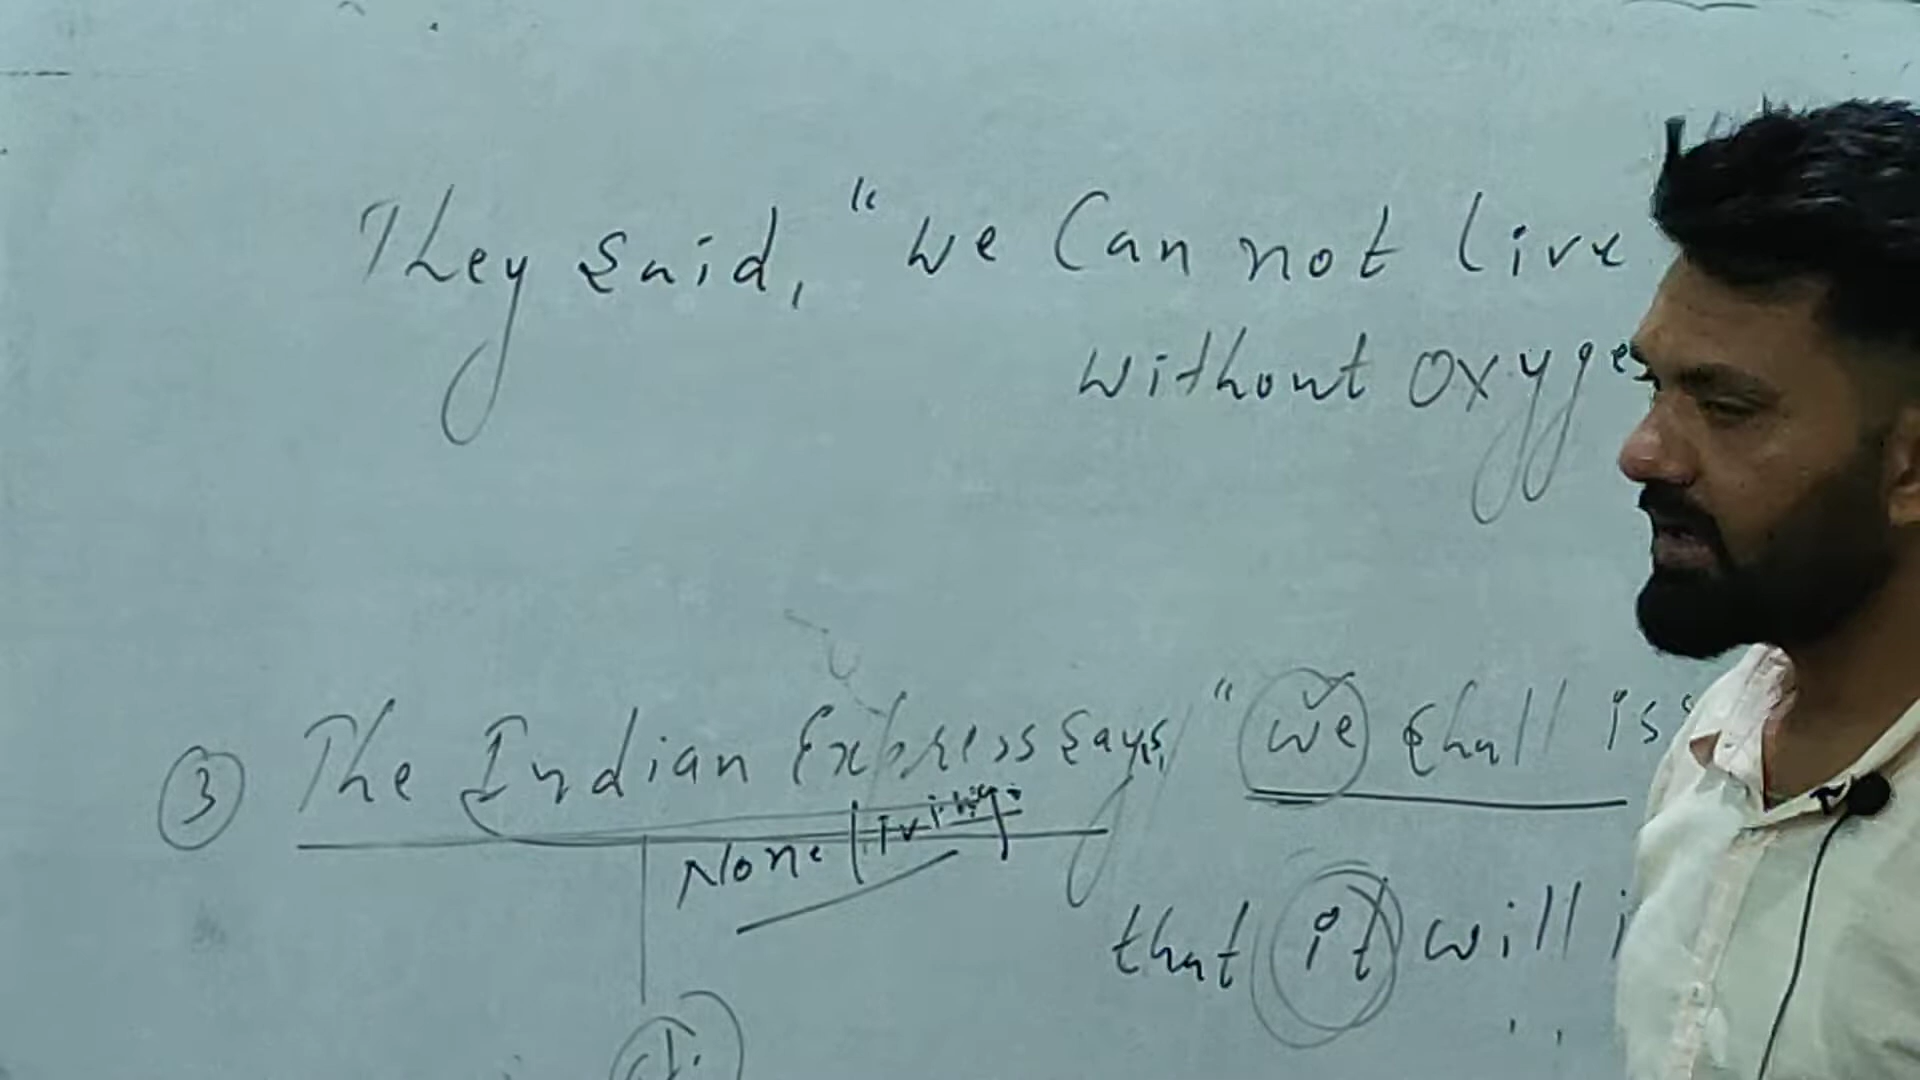 They said, "We Can not live
without oxyge
③ The Indian Express says, "We shall iss
None living.
that it will i